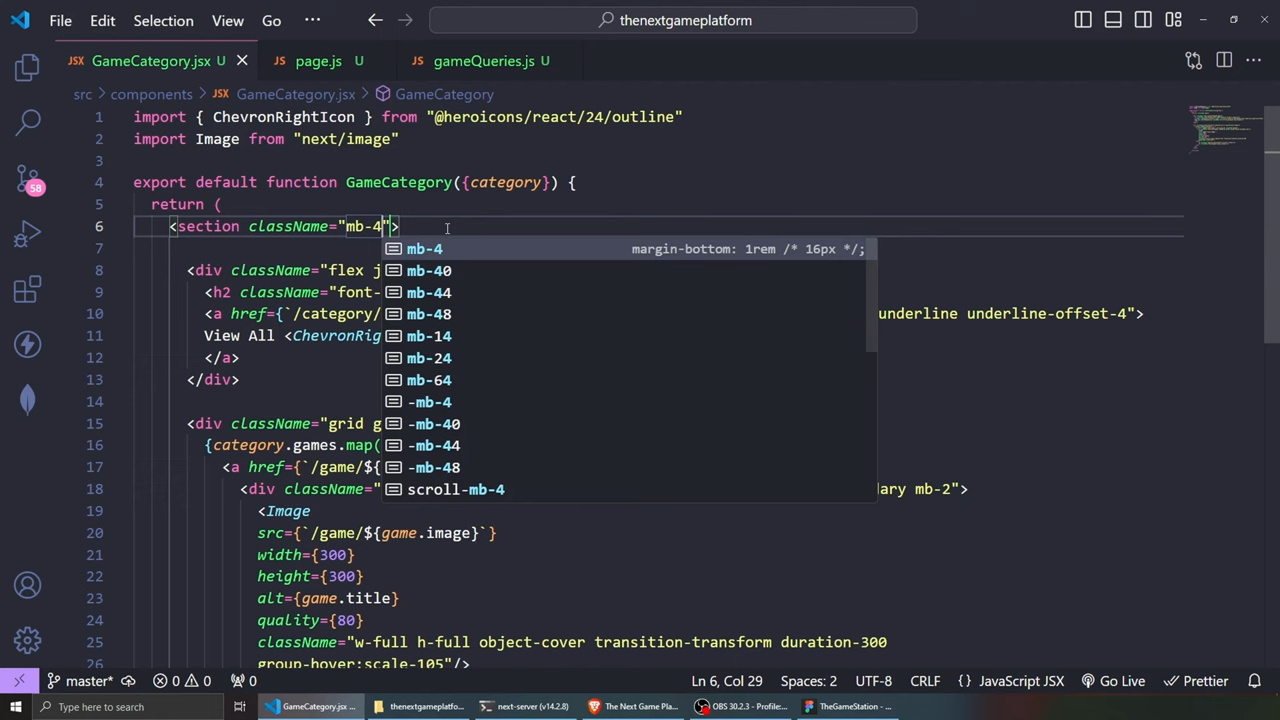 File Edit Selection View Go ··· thenextgameplatform
JSX GameCategory.jsx U JS page.js U JS gameQueries.js U
src > components > JSX GameCategory.jsx > GameCategory
1 import { ChevronRightIcon } from "@heroicons/react/24/outline"
2 import Image from "next/image"
3
4 export default function GameCategory({category}) {
5 return (
6 <section className="mb-4">
7 mb-4 margin-bottom: 1rem /* 16px */;
8 <div className="flex j mb-40
9 <h2 className="font- mb-44
10 <a href={`/category/ mb-48 underline underline-offset-4">
11 View All <ChevronRig mb-14
12 </a> mb-24
13 </div> mb-64
14 -mb-4
15 <div className="grid g -mb-40
16 {category.games.map( -mb-44
17 <a href={`/game/${ -mb-48
18 <div className=" scroll-mb-4 dary mb-2">
19 <Image
20 src={`/game/${game.image}`}
21 width={300}
22 height={300}
23 alt={game.title}
24 quality={80}
25 className="w-full h-full object-cover transition-transform duration-300
26 group-hover:scale-105"/>
58
master* 0 0 0 Ln 6, Col 29 Spaces: 2 UTF-8 CRLF {} JavaScript JSX Go Live Prettier
Type here to search GameCategory.jsx ... thenextgameplatfo... next-server (v14.2.8) The Next Game Pla... OBS 30.2.3 - Profile:... TheGameStation - ...